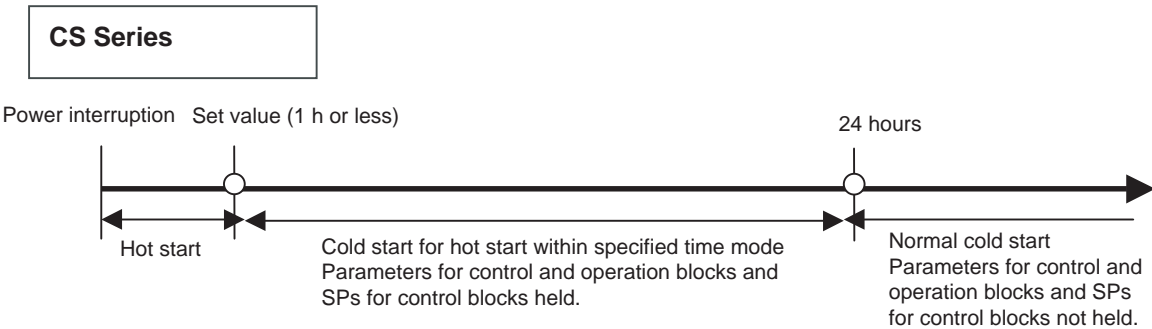 CS Series
Power interruption
Set value (1 h or less)
24 hours
Hot start
Cold start for hot start within specified time mode
Parameters for control and operation blocks and
SPs for control blocks held.
Normal cold start
Parameters for control and
operation blocks and SPs
for control blocks not held.